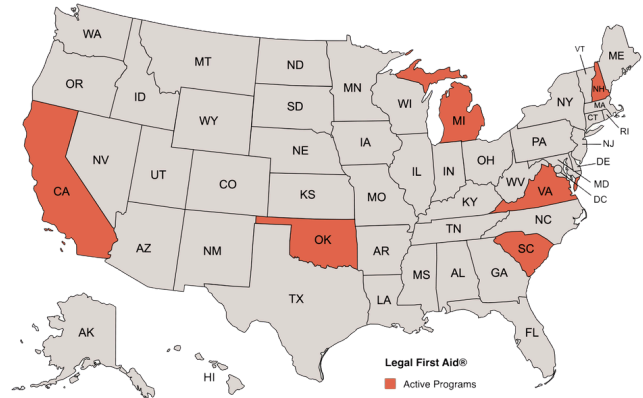 WA
MT
ND
MN
VT
ME
OR
ID
SD
WI
NY
NH
MA
WY
MI
CT
RI
IA
NE
PA
NJ
NV
UT
CO
IL
IN
OH
DE
CA
KS
MO
WV
VA
MD
KY
DC
AZ
NM
OK
AR
TN
NC
SC
TX
MS
AL
GA
LA
AK
FL
HI
Legal First Aid®
Active Programs